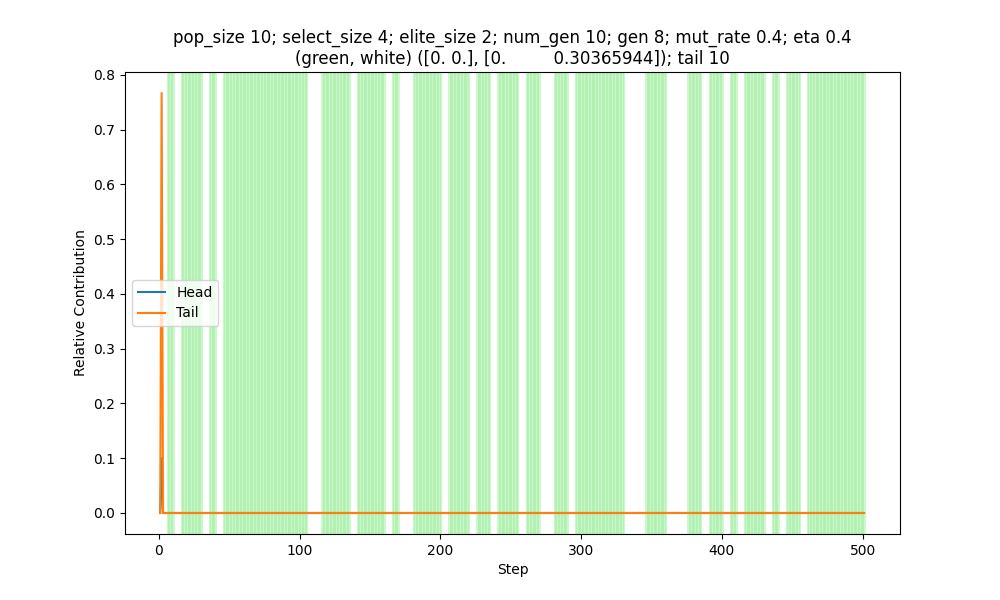 pop_size 10; select_size 4; elite_size 2; num_gen 10; gen 8; mut_rate 0.4; eta 0.4
(green, white) ([0. 0.], [0.         0.30365944]); tail 10
0.8
0.7
0.6
0.5
0.4
0.3
0.2
0.1
0.0
Relative Contribution
Head
Tail
0 100 200 300 400 500
Step